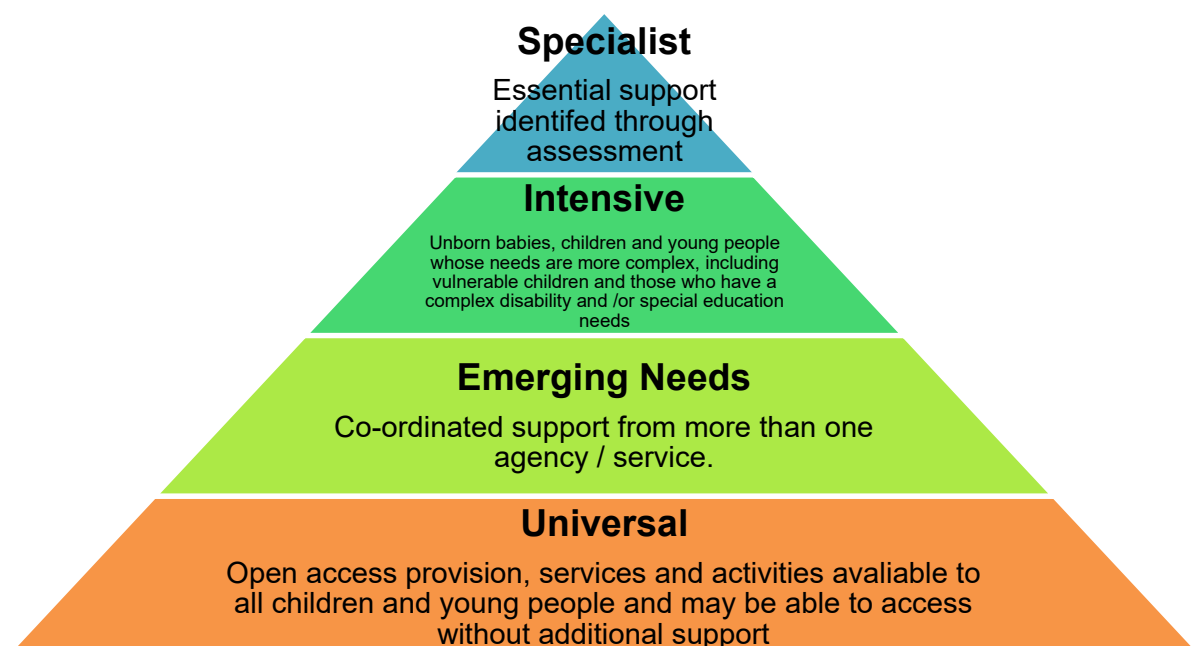 Specialist
Essential support
identifed through
assessment
Intensive
Unborn babies, children and young people
whose needs are more complex, including
vulnerable children and those who have a
complex disability and /or special education
needs
Emerging Needs
Co-ordinated support from more than one
agency / service.
Universal
Open access provision, services and activities avaliable to
all children and young people and may be able to access
without additional support